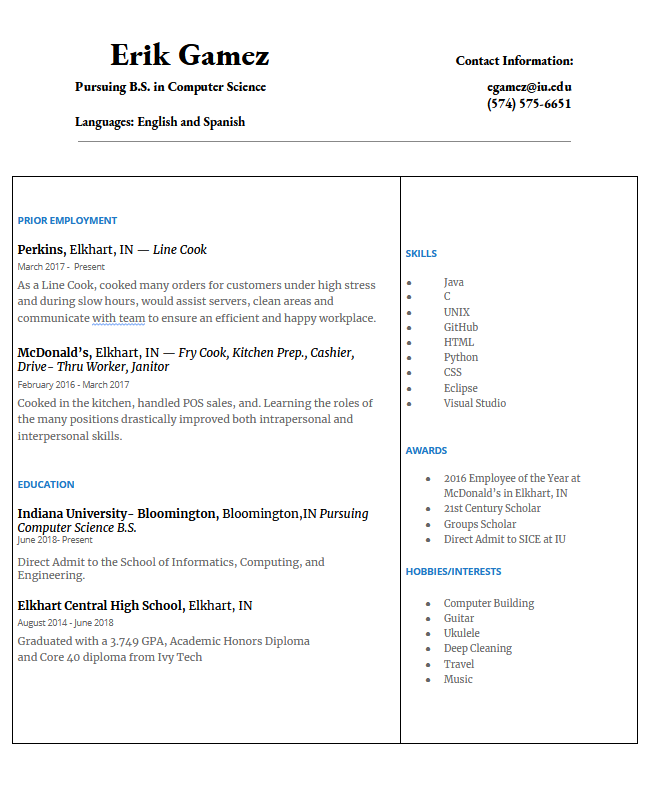 Erik Gamez
Pursuing B.S. in Computer Science
Languages: English and Spanish
Contact Information:
egamez@iu.edu
(574) 575-6651
PRIOR EMPLOYMENT
Perkins, Elkhart, IN — Line Cook
March 2017 - Present
As a Line Cook, cooked many orders for customers under high stress
and during slow hours, would assist servers, clean areas and
communicate with team to ensure an efficient and happy workplace.
McDonald's, Elkhart, IN — Fry Cook, Kitchen Prep., Cashier,
Drive- Thru Worker, Janitor
February 2016 - March 2017
Cooked in the kitchen, handled POS sales, and. Learning the roles of
the many positions drastically improved both intrapersonal and
interpersonal skills.
EDUCATION
Indiana University- Bloomington, Bloomington,IN Pursuing
Computer Science B.S.
June 2018- Present
Direct Admit to the School of Informatics, Computing, and
Engineering.
Elkhart Central High School, Elkhart, IN
August 2014 - June 2018
Graduated with a 3.749 GPA, Academic Honors Diploma
and Core 40 diploma from Ivy Tech
SKILLS
● Java
● C
● UNIX
● GitHub
● HTML
● Python
● CSS
● Eclipse
● Visual Studio
AWARDS
● 2016 Employee of the Year at
McDonald's in Elkhart, IN
● 21st Century Scholar
● Groups Scholar
● Direct Admit to SICE at IU
HOBBIES/INTERESTS
● Computer Building
● Guitar
● Ukulele
● Deep Cleaning
● Travel
● Music